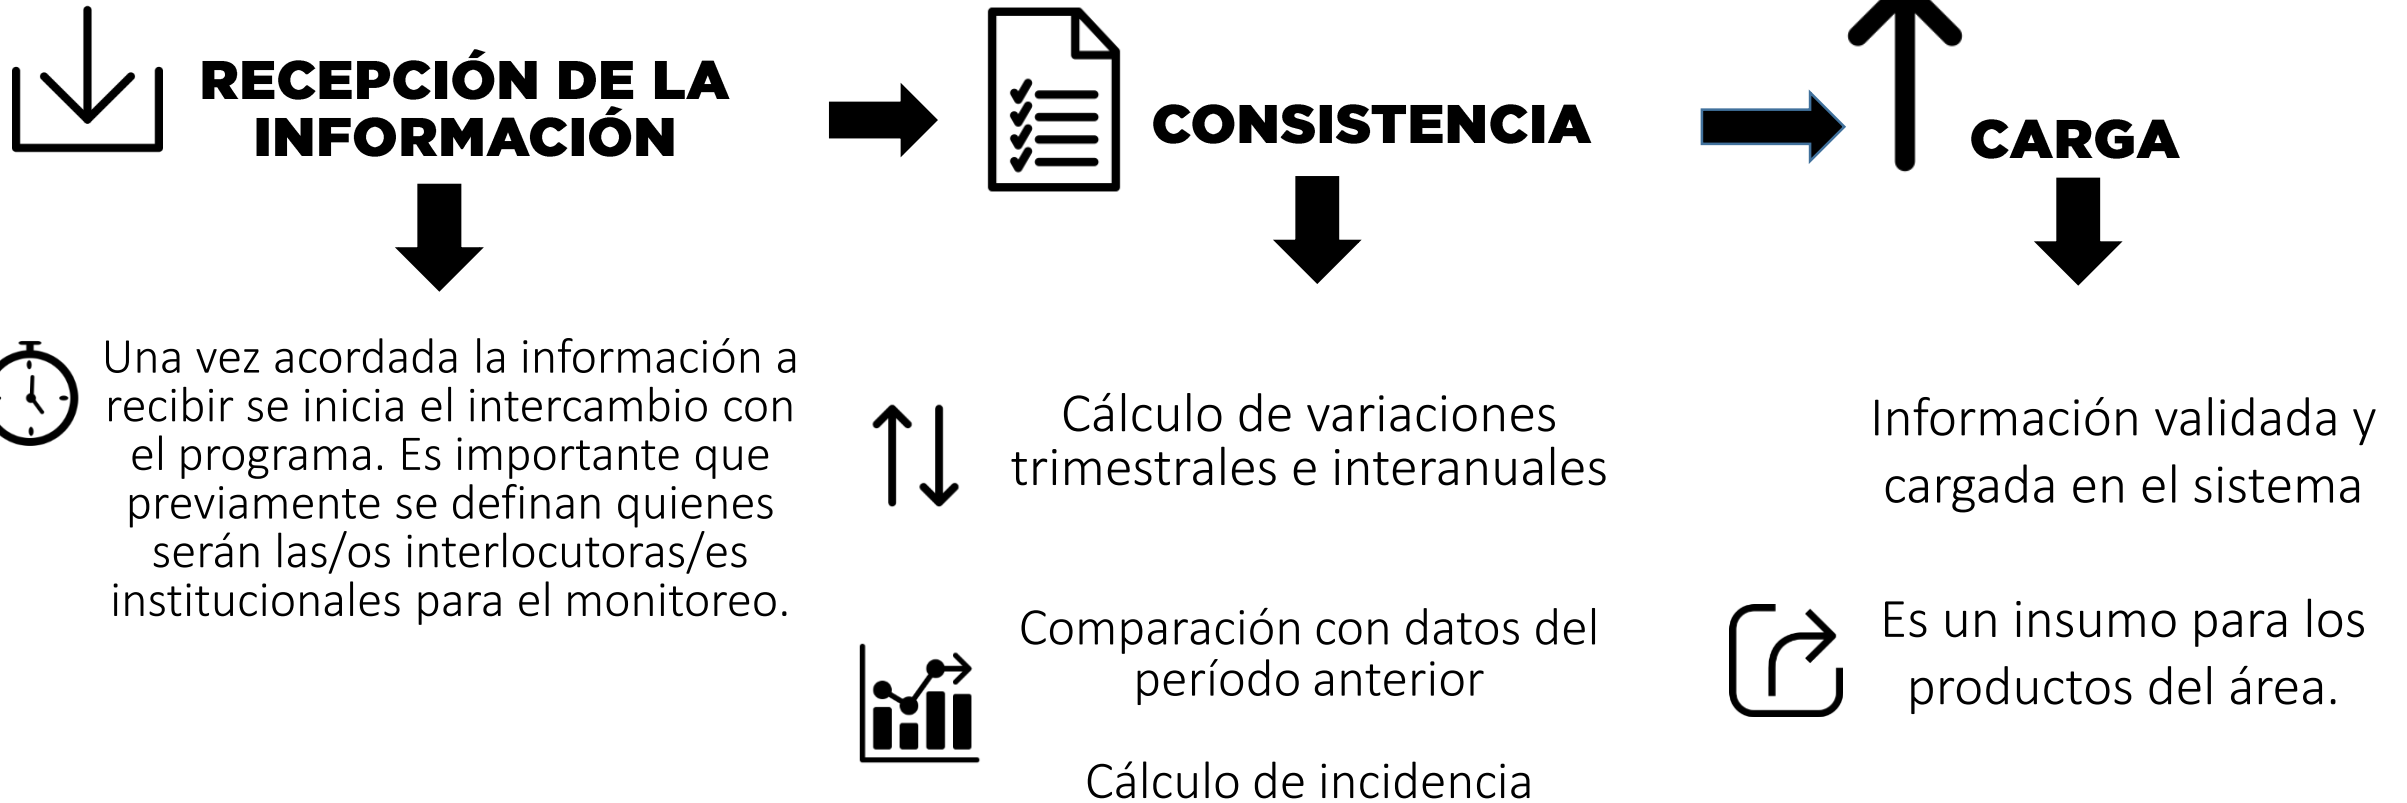 RECEPCIÓN DE LA
INFORMACIÓN
Una vez acordada la información a
recibir se inicia el intercambio con
el programa. Es importante que
previamente se definan quienes
serán las/os interlocutoras/es
institucionales para el monitoreo.
CONSISTENCIA
Cálculo de variaciones
trimestrales e interanuales
Comparación con datos del
período anterior
Cálculo de incidencia
CARGA
Información validada y
cargada en el sistema
Es un insumo para los
productos del área.